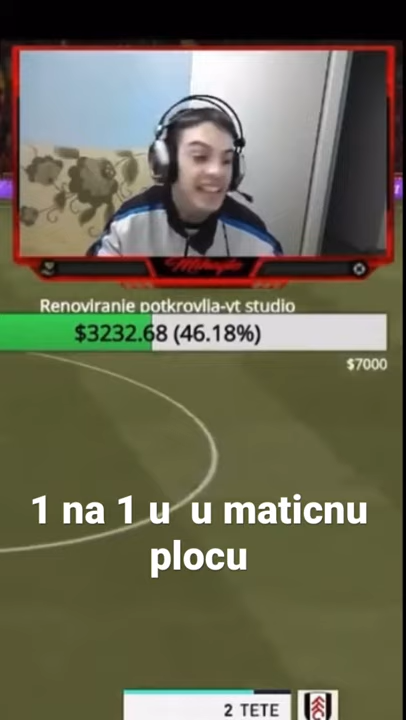 Renoviranje potkrovlja-yt studio
$3232.68 (46.18%)
$7000
1 na 1 u u maticnu
plocu
2 TETE